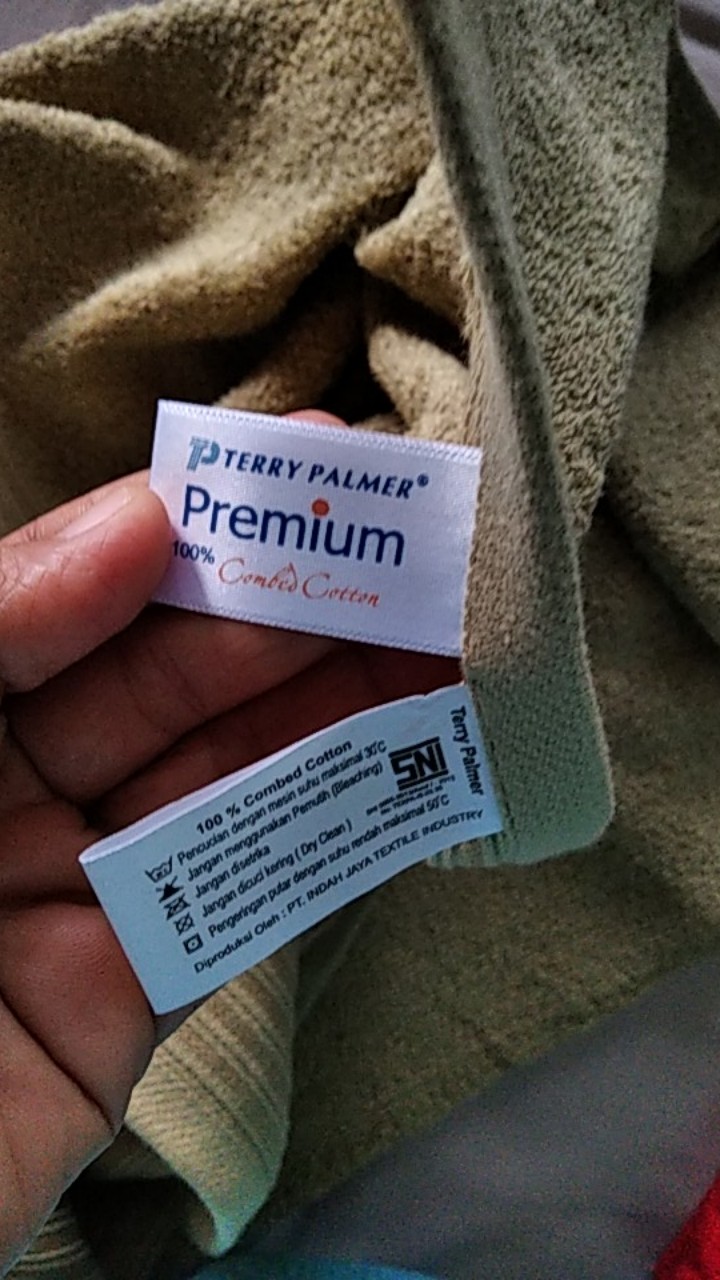 TP TERRY PALMER®
Premium
100% Combed Cotton
Terry Palmer
SNI
100 % Combed Cotton
Pencucian dengan mesin suhu maksimal 30°C
Jangan menggunakan Pemutih (Bleaching)
Jangan disetrika
Jangan dicuci kering ( Dry Clean )
Pengeringan putar dengan suhu rendah maksimal 50°C
Diproduksi Oleh : PT. INDAH JAYA TEXTILE INDUSTRY